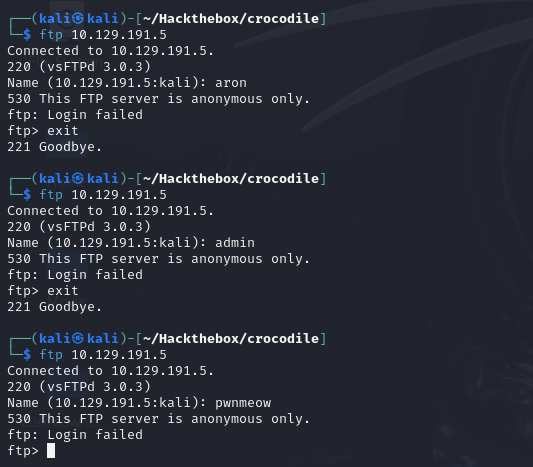 ┌──(kali㉿kali)-[~/Hackthebox/crocodile]
└─$ ftp 10.129.191.5
Connected to 10.129.191.5.
220 (vsFTPd 3.0.3)
Name (10.129.191.5:kali): aron
530 This FTP server is anonymous only.
ftp: Login failed
ftp> exit
221 Goodbye.
┌──(kali㉿kali)-[~/Hackthebox/crocodile]
└─$ ftp 10.129.191.5
Connected to 10.129.191.5.
220 (vsFTPd 3.0.3)
Name (10.129.191.5:kali): admin
530 This FTP server is anonymous only.
ftp: Login failed
ftp> exit
221 Goodbye.
┌──(kali㉿kali)-[~/Hackthebox/crocodile]
└─$ ftp 10.129.191.5
Connected to 10.129.191.5.
220 (vsFTPd 3.0.3)
Name (10.129.191.5:kali): pwnmeow
530 This FTP server is anonymous only.
ftp: Login failed
ftp>